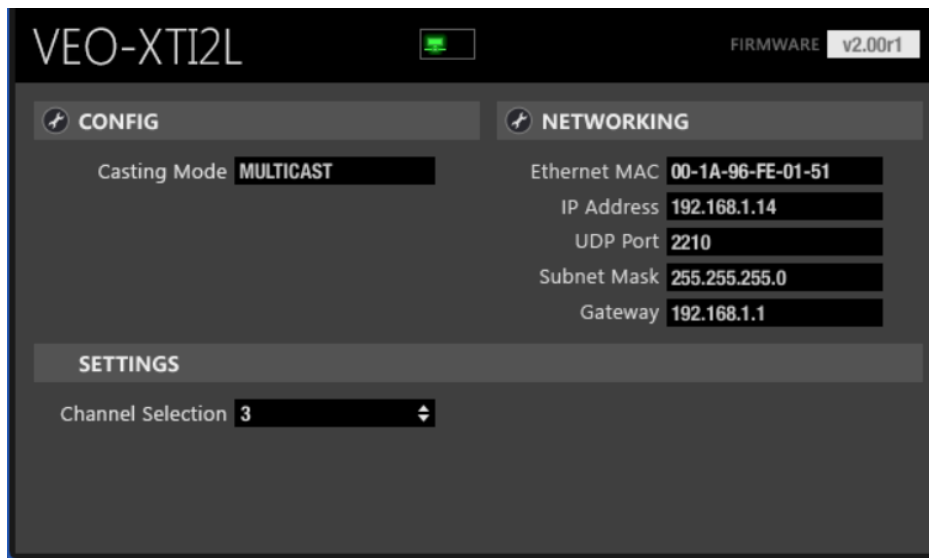 VEO-XTI2L
FIRMWARE v2.00r1
CONFIG
Casting Mode MULTICAST
NETWORKING
Ethernet MAC 00-1A-96-FE-01-51
IP Address 192.168.1.14
UDP Port 2210
Subnet Mask 255.255.255.0
Gateway 192.168.1.1
SETTINGS
Channel Selection 3